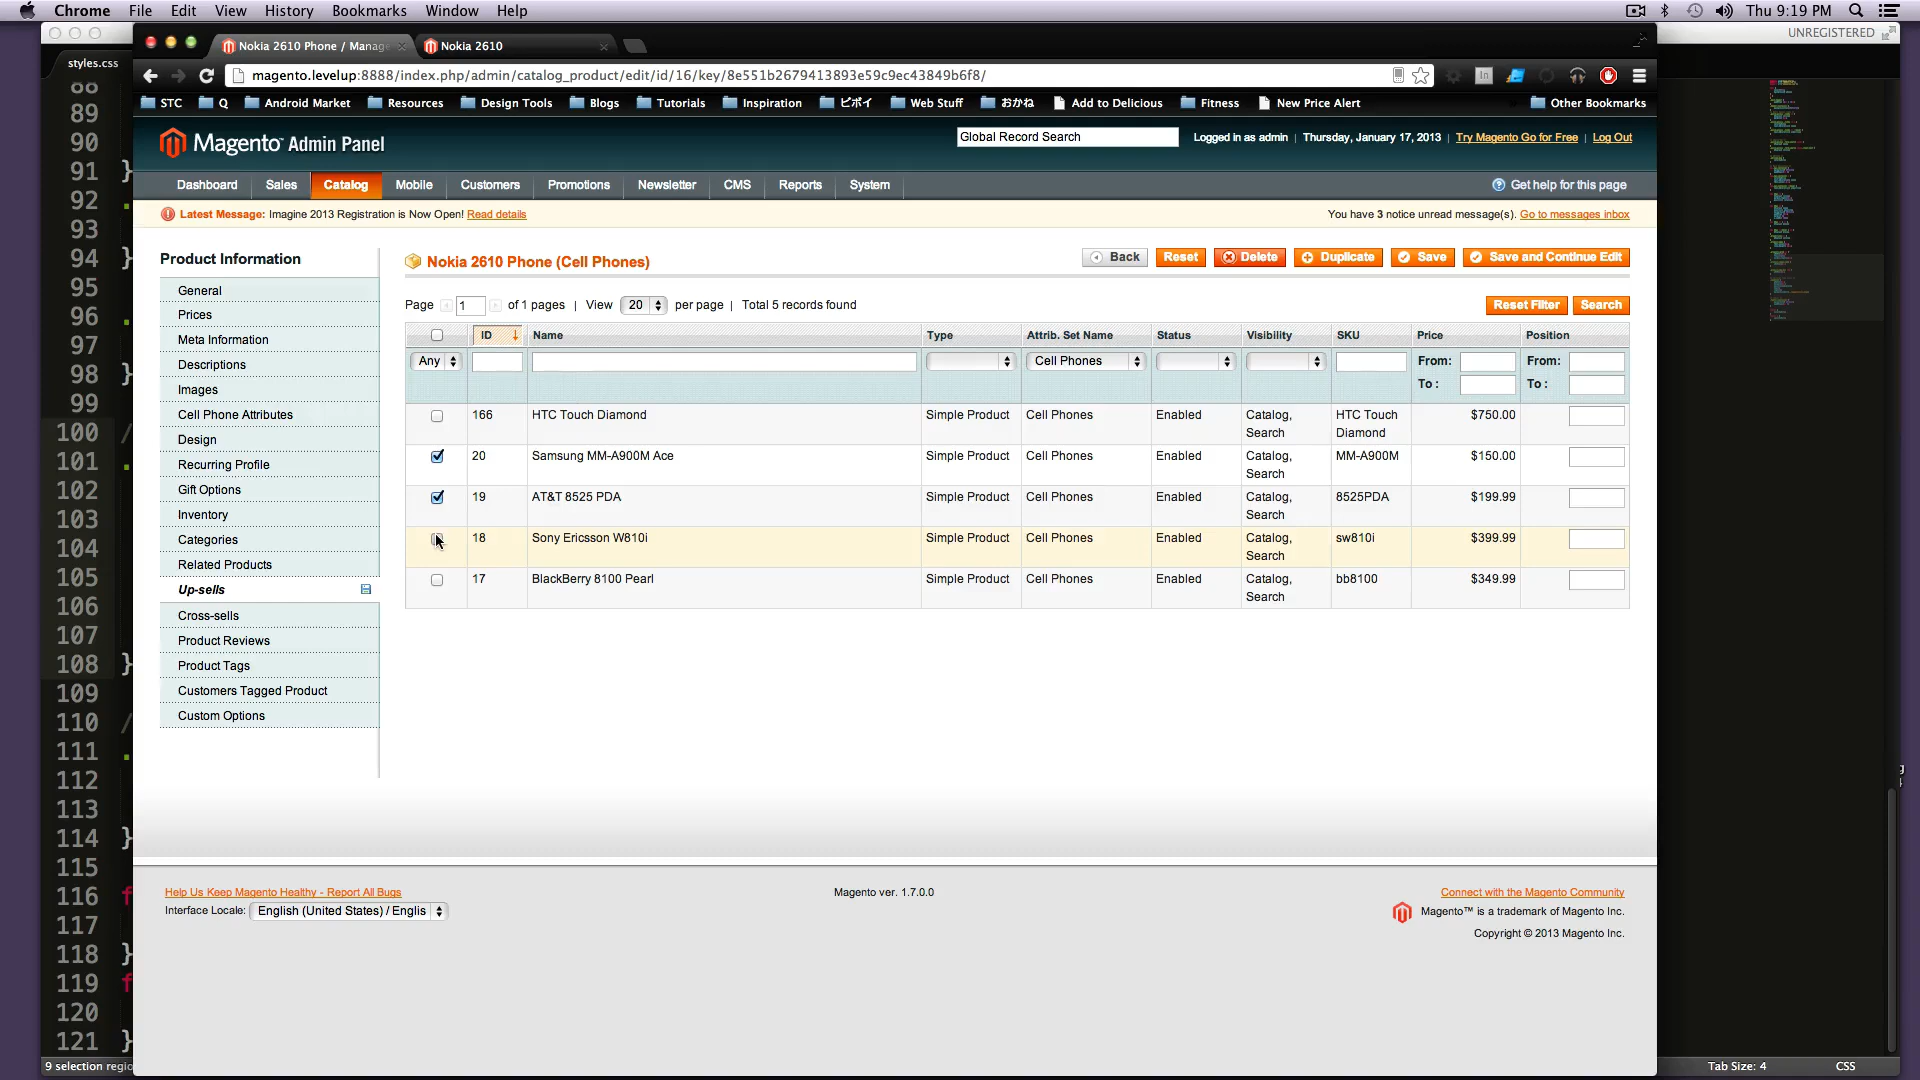 Chrome File Edit View History Bookmarks Window Help Thu 9:19 PM
UNREGISTERED
styles.css
Nokia 2610 Phone / Manage
Nokia 2610
magento.levelup:8888/index.php/admin/catalog_product/edit/id/16/key/8e551b2679413893e59c9ec43849b6f8/
STC Q Android Market Resources Design Tools Blogs Tutorials Inspiration ピボイ Web Stuff おかね Add to Delicious Fitness New Price Alert Other Bookmarks
Magento™ Admin Panel
Global Record Search
Logged in as admin | Thursday, January 17, 2013 | Try Magento Go for Free | Log Out
Dashboard Sales Catalog Mobile Customers Promotions Newsletter CMS Reports System
Get help for this page
Latest Message: Imagine 2013 Registration is Now Open! Read details
You have 3 notice unread message(s). Go to messages inbox
Product Information
General
Prices
Meta Information
Descriptions
Images
Cell Phone Attributes
Design
Recurring Profile
Gift Options
Inventory
Categories
Related Products
Up-sells
Cross-sells
Product Reviews
Product Tags
Customers Tagged Product
Custom Options
Nokia 2610 Phone (Cell Phones)
Back Reset Delete Duplicate Save Save and Continue Edit
Page 1 of 1 pages | View 20 per page | Total 5 records found
Reset Filter Search
ID Name Type Attrib. Set Name Status Visibility SKU Price Position
Any Cell Phones From: From:
To : To :
166 HTC Touch Diamond Simple Product Cell Phones Enabled Catalog, Search HTC Touch Diamond $750.00
20 Samsung MM-A900M Ace Simple Product Cell Phones Enabled Catalog, Search MM-A900M $150.00
19 AT&T 8525 PDA Simple Product Cell Phones Enabled Catalog, Search 8525PDA $199.99
18 Sony Ericsson W810i Simple Product Cell Phones Enabled Catalog, Search sw810i $399.99
17 BlackBerry 8100 Pearl Simple Product Cell Phones Enabled Catalog, Search bb8100 $349.99
Help Us Keep Magento Healthy - Report All Bugs
Interface Locale: English (United States) / Englis
Magento ver. 1.7.0.0
Connect with the Magento Community
Magento™ is a trademark of Magento Inc.
Copyright © 2013 Magento Inc.
88
89
90
91 }
92 .
93
94 }
95
96 .
97
98 }
99
100 /
101 .
102
103
104
105
106
107
108 }
109
110 /
111 .
112
113
114 }
115
116 f
117
118 }
119 f
120
121 }
9 selection regio
Tab Size: 4
CSS